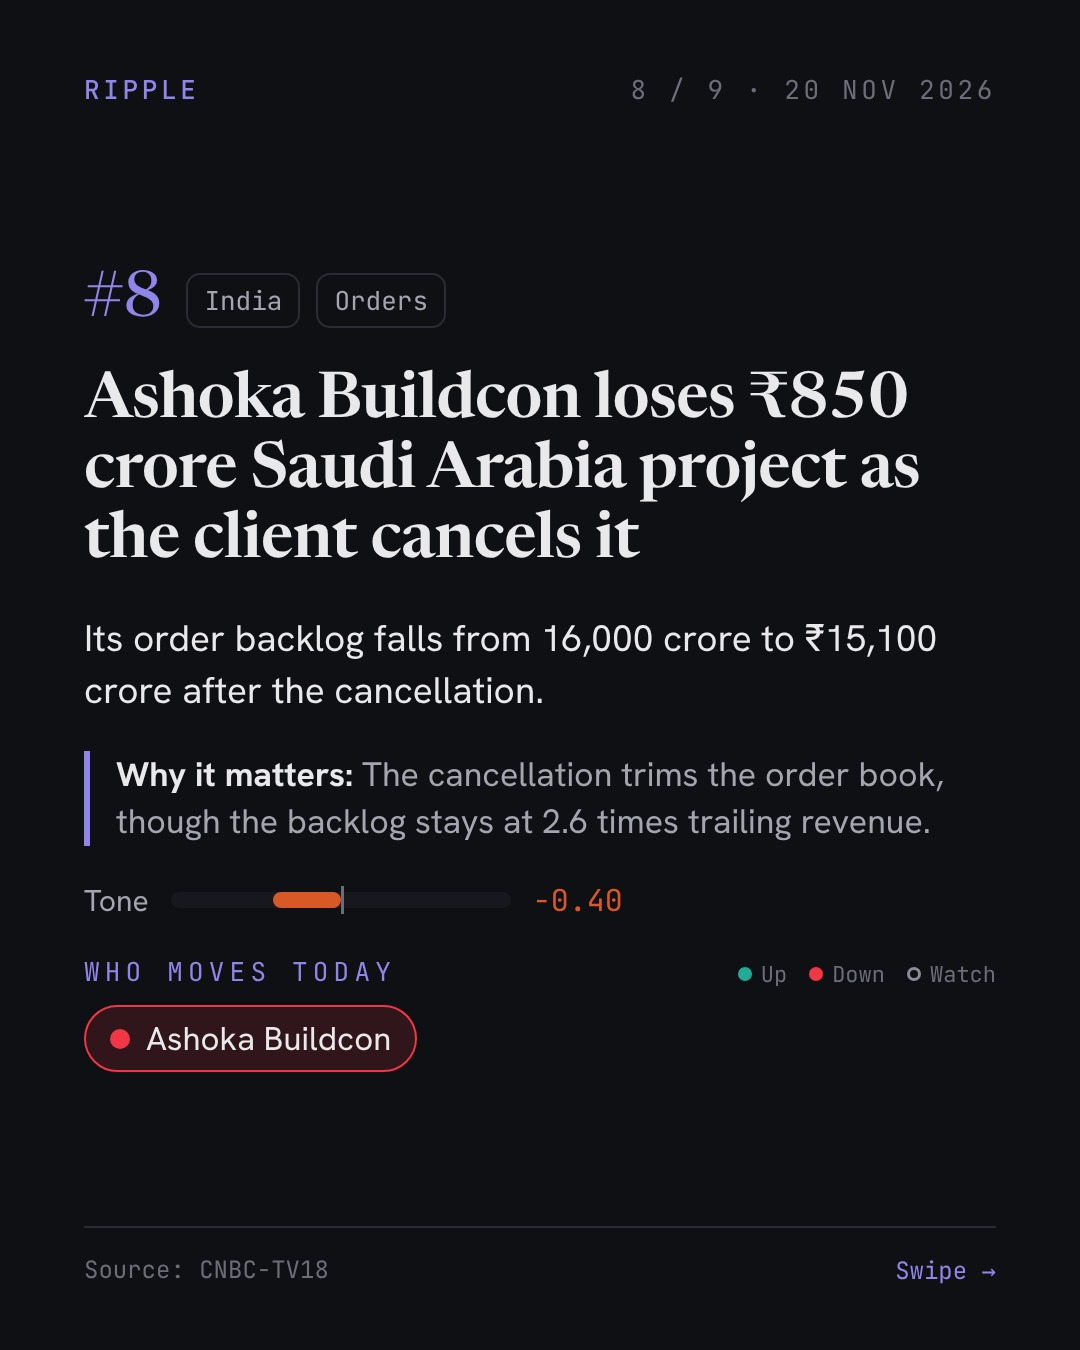 RIPPLE
8 / 9 · 20 NOV 2026
#8
India
Orders
Ashoka Buildcon loses ₹850
crore Saudi Arabia project as
the client cancels it
Its order backlog falls from 16,000 crore to ₹15,100
crore after the cancellation.
Why it matters: The cancellation trims the order book,
though the backlog stays at 2.6 times trailing revenue.
Tone
-0.40
WHO MOVES TODAY
Up
Down
Watch
Ashoka Buildcon
Source: CNBC-TV18
Swipe →